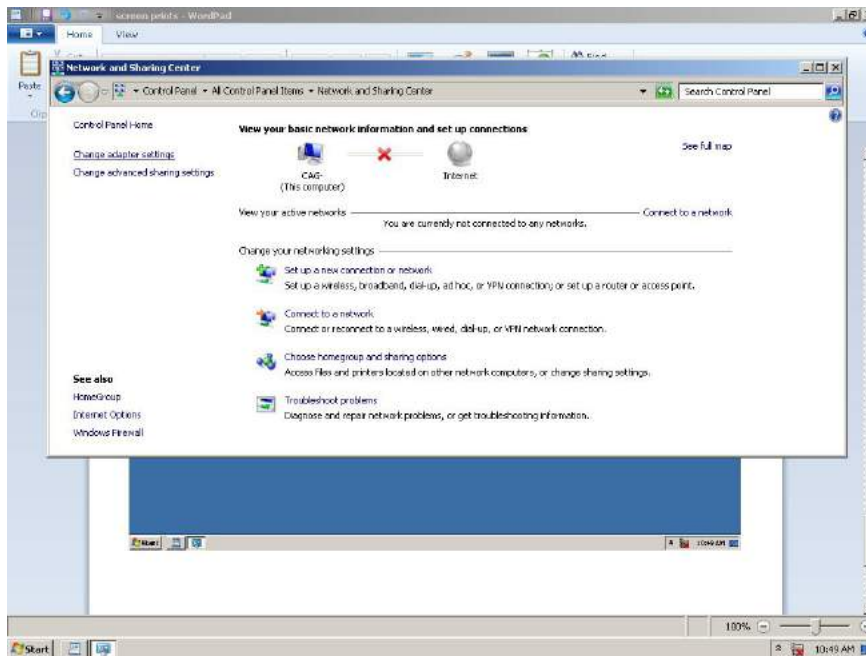 screen prints - WordPad
Home View
Cut
Find
Paste
Network and Sharing Center
Control Panel All Control Panel Items Network and Sharing Center
Search Control Panel
Control Panel Home
Change adapter settings
Change advanced sharing settings
View your basic network information and set up connections
See full map
CAG-
(This computer)
Internet
View your active networks
Connect to a network
You are currently not connected to any networks.
Change your networking settings
Set up a new connection or network
Set up a wireless, broadband, dial-up, ad hoc, or VPN connection; or set up a router or access point.
Connect to a network
Connect or reconnect to a wireless, wired, dial-up, or VPN network connection.
Choose homegroup and sharing options
Access files and printers located on other network computers, or change sharing settings.
Troubleshoot problems
Diagnose and repair network problems, or get troubleshooting information.
See also
HomeGroup
Internet Options
Windows Firewall
Start
10:49 AM
100%
Start
10:49 AM